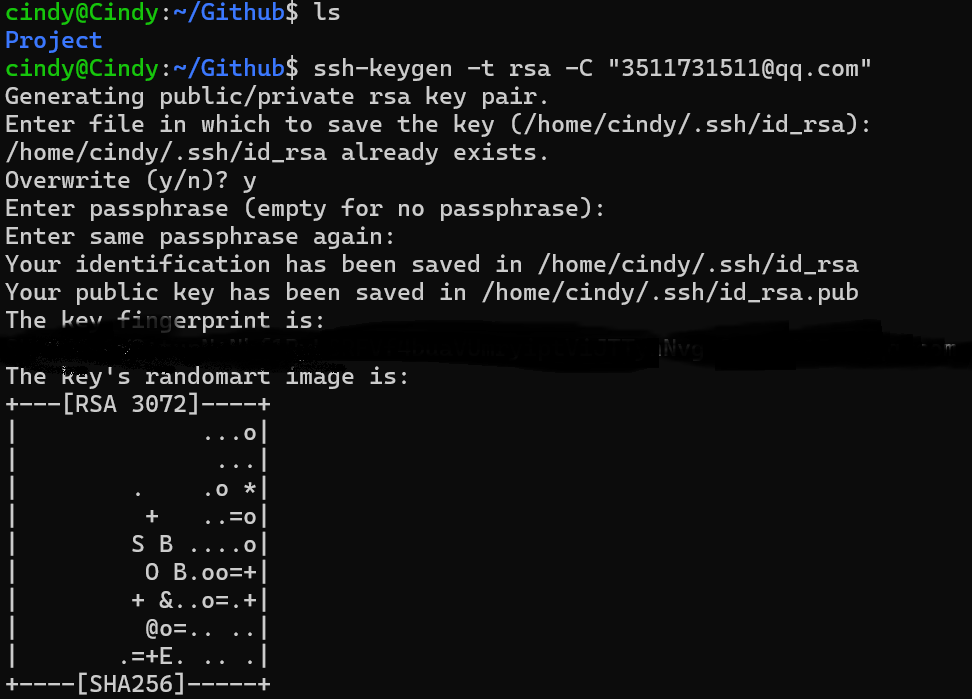 cindy@Cindy:~/Github$ ls
Project
cindy@Cindy:~/Github$ ssh-keygen -t rsa -C "3511731511@qq.com"
Generating public/private rsa key pair.
Enter file in which to save the key (/home/cindy/.ssh/id_rsa):
/home/cindy/.ssh/id_rsa already exists.
Overwrite (y/n)? y
Enter passphrase (empty for no passphrase):
Enter same passphrase again:
Your identification has been saved in /home/cindy/.ssh/id_rsa
Your public key has been saved in /home/cindy/.ssh/id_rsa.pub
The key fingerprint is:
The key's randomart image is:
+---[RSA 3072]----+
|             ...o|
|              ...|
|        .    .o *|
|         +   ..=o|
|        S B ....o|
|         O B.oo=+|
|        + &..o=.+|
|         @o=.. ..|
|       .=+E. .. .|
+----[SHA256]-----+